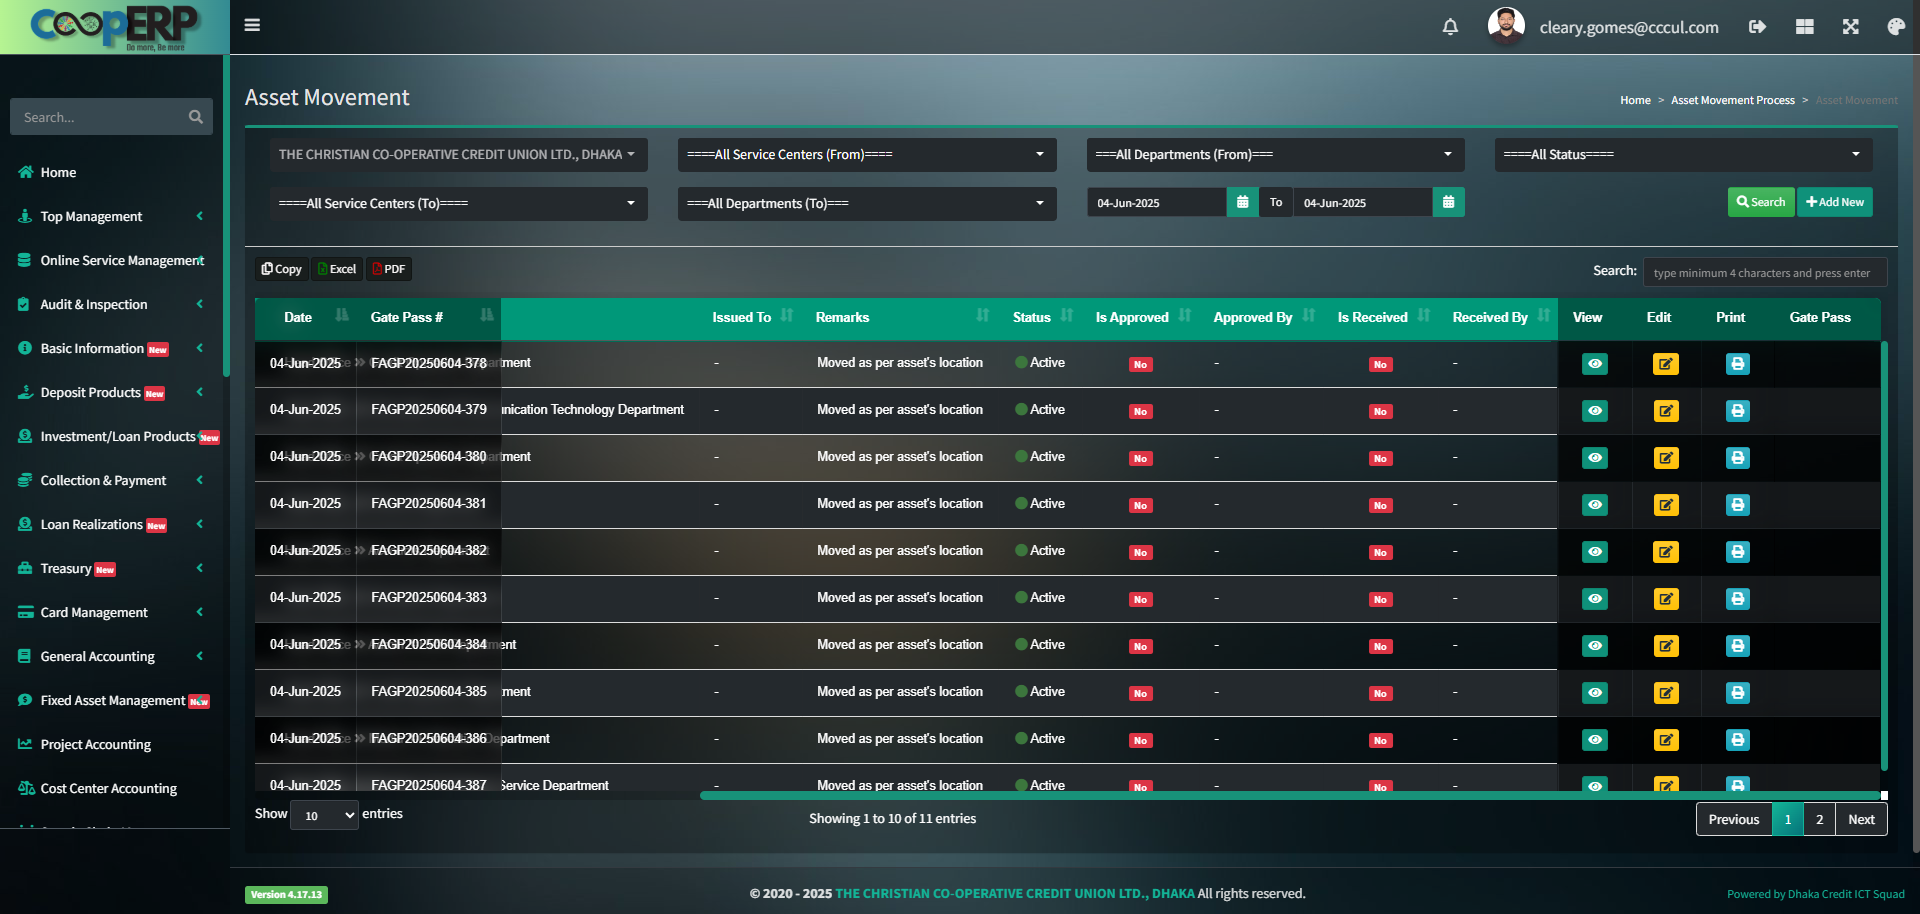 CoopERP
Do more, Be more
cleary.gomes@cccul.com
Search...
Home
Top Management
Online Service Management
Audit & Inspection
Basic Information New
Deposit Products New
Investment/Loan Products New
Collection & Payment
Loan Realizations New
Treasury New
Card Management
General Accounting
Fixed Asset Management New
Project Accounting
Cost Center Accounting
Asset Movement
Home > Asset Movement Process > Asset Movement
THE CHRISTIAN CO-OPERATIVE CREDIT UNION LTD., DHAKA
====All Service Centers (From)====
===All Departments (From)===
====All Status====
====All Service Centers (To)====
===All Departments (To)===
04-Jun-2025 To 04-Jun-2025
Search
Add New
Copy Excel PDF
Search: type minimum 4 characters and press enter
Date Gate Pass # Issued To Remarks Status Is Approved Approved By Is Received Received By View Edit Print Gate Pass
04-Jun-2025 FAGP20250604-378 tment - Moved as per asset's location Active No - No -
04-Jun-2025 FAGP20250604-379 unication Technology Department - Moved as per asset's location Active No - No -
04-Jun-2025 FAGP20250604-380 tment - Moved as per asset's location Active No - No -
04-Jun-2025 FAGP20250604-381 - Moved as per asset's location Active No - No -
04-Jun-2025 FAGP20250604-382 - Moved as per asset's location Active No - No -
04-Jun-2025 FAGP20250604-383 - Moved as per asset's location Active No - No -
04-Jun-2025 FAGP20250604-384 ment - Moved as per asset's location Active No - No -
04-Jun-2025 FAGP20250604-385 tment - Moved as per asset's location Active No - No -
04-Jun-2025 FAGP20250604-386 Department - Moved as per asset's location Active No - No -
04-Jun-2025 FAGP20250604-387 Service Department - Moved as per asset's location Active No - No -
Show 10 entries
Showing 1 to 10 of 11 entries
Previous 1 2 Next
Version 4.17.13
© 2020 - 2025 THE CHRISTIAN CO-OPERATIVE CREDIT UNION LTD., DHAKA All rights reserved.
Powered by Dhaka Credit ICT Squad